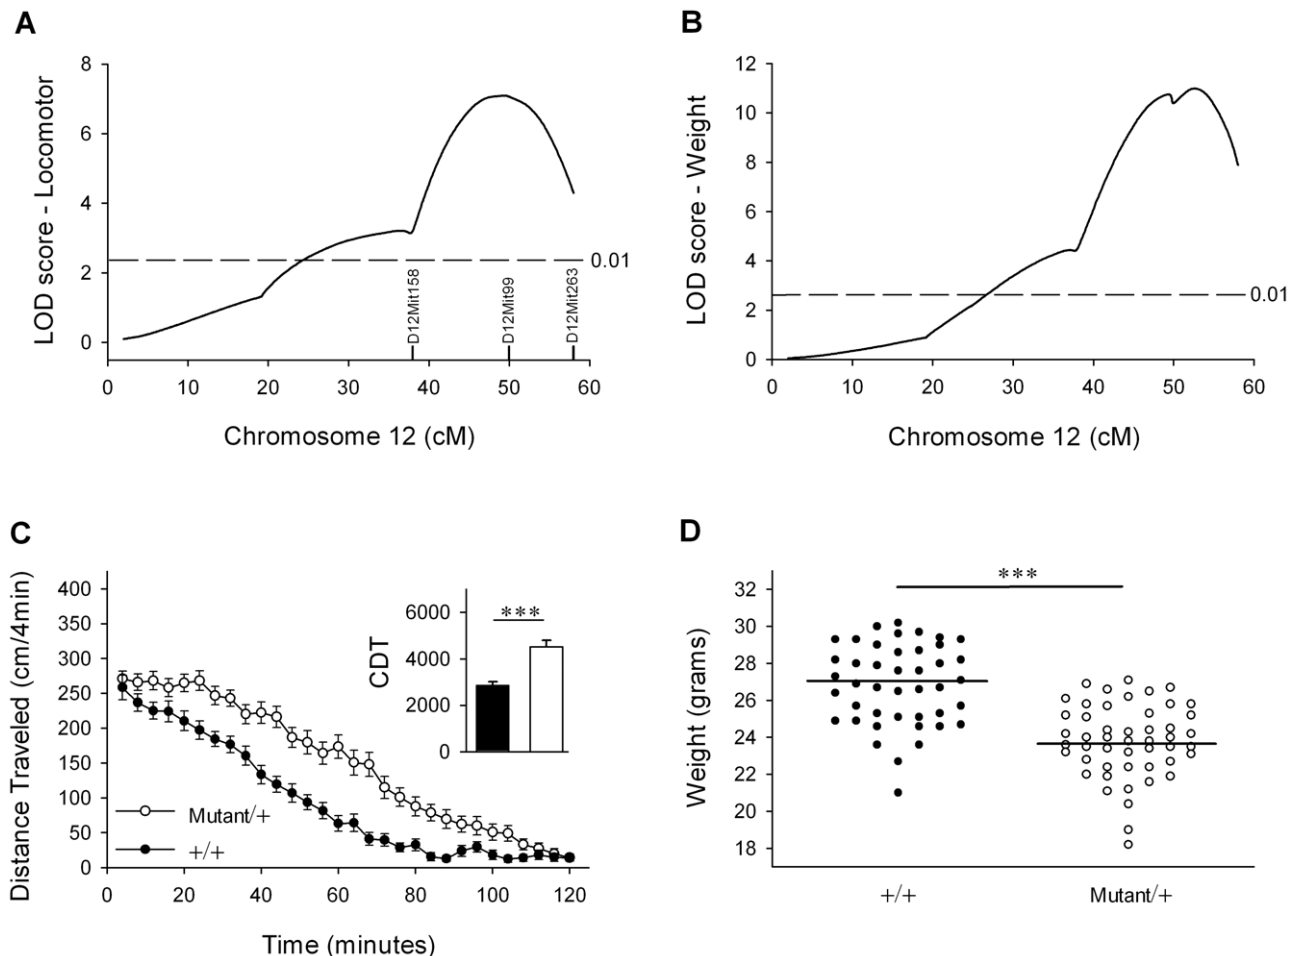 A
LOD score - Locomotor
8
6
4
2
0
0.01
D12Mit158
D12Mit99
D12Mit263
0 10 20 30 40 50 60
Chromosome 12 (cM)
B
LOD score - Weight
12
10
8
6
4
2
0
0.01
0 10 20 30 40 50 60
Chromosome 12 (cM)
C
Distance Traveled (cm/4min)
400
350
300
250
200
150
100
50
0
CDT
6000
4000
2000
0
***
Mutant/+
+/+
0 20 40 60 80 100 120
Time (minutes)
D
Weight (grams)
32
30
28
26
24
22
20
18
***
+/+ Mutant/+